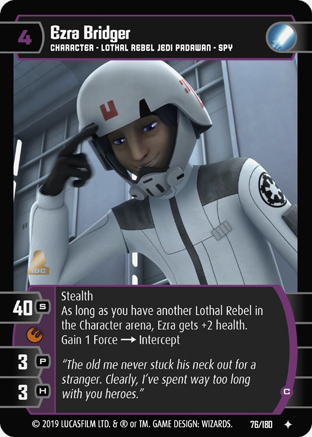 4
Ezra Bridger
CHARACTER - LOTHAL REBEL JEDI PADAWAN - SPY
40 S
Stealth
As long as you have another Lothal Rebel in
the Character arena, Ezra gets +2 health.
Gain 1 Force → Intercept
3 P
3 H
"The old me never stuck his neck out for a
stranger. Clearly, I've spent way too long
with you heroes."
C
© 2019 LUCASFILM LTD. & ® or TM. GAME DESIGN: WIZARDS.
76/180